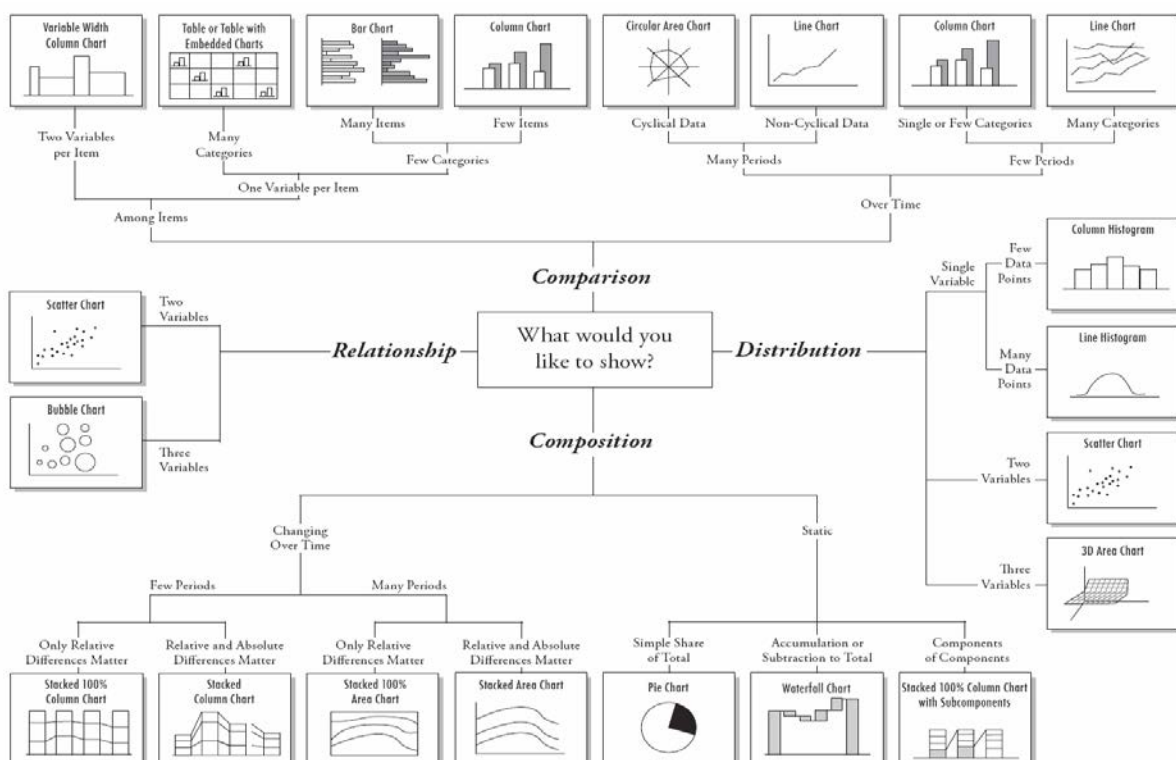 Variable Width
Column Chart
Table or Table with
Embedded Charts
Bar Chart
Column Chart
Circular Area Chart
Line Chart
Column Chart
Line Chart
Two Variables
per Item
Many
Categories
Many Items
Few Items
Cyclical Data
Non-Cyclical Data
Single or Few Categories
Many Categories
Few Categories
Many Periods
Few Periods
One Variable per Item
Among Items
Over Time
Comparison
What would you
like to show?
Relationship
Two
Variables
Scatter Chart
Three
Variables
Bubble Chart
Distribution
Single
Variable
Few
Data
Points
Column Histogram
Many
Data
Points
Line Histogram
Two
Variables
Scatter Chart
Three
Variables
3D Area Chart
Composition
Changing
Over Time
Static
Few Periods
Many Periods
Only Relative
Differences Matter
Relative and Absolute
Differences Matter
Only Relative
Differences Matter
Relative and Absolute
Differences Matter
Simple Share
of Total
Accumulation or
Subtraction to Total
Components
of Components
Stacked 100%
Column Chart
Stacked
Column Chart
Stacked 100%
Area Chart
Stacked Area Chart
Pie Chart
Waterfall Chart
Stacked 100% Column Chart
with Subcomponents